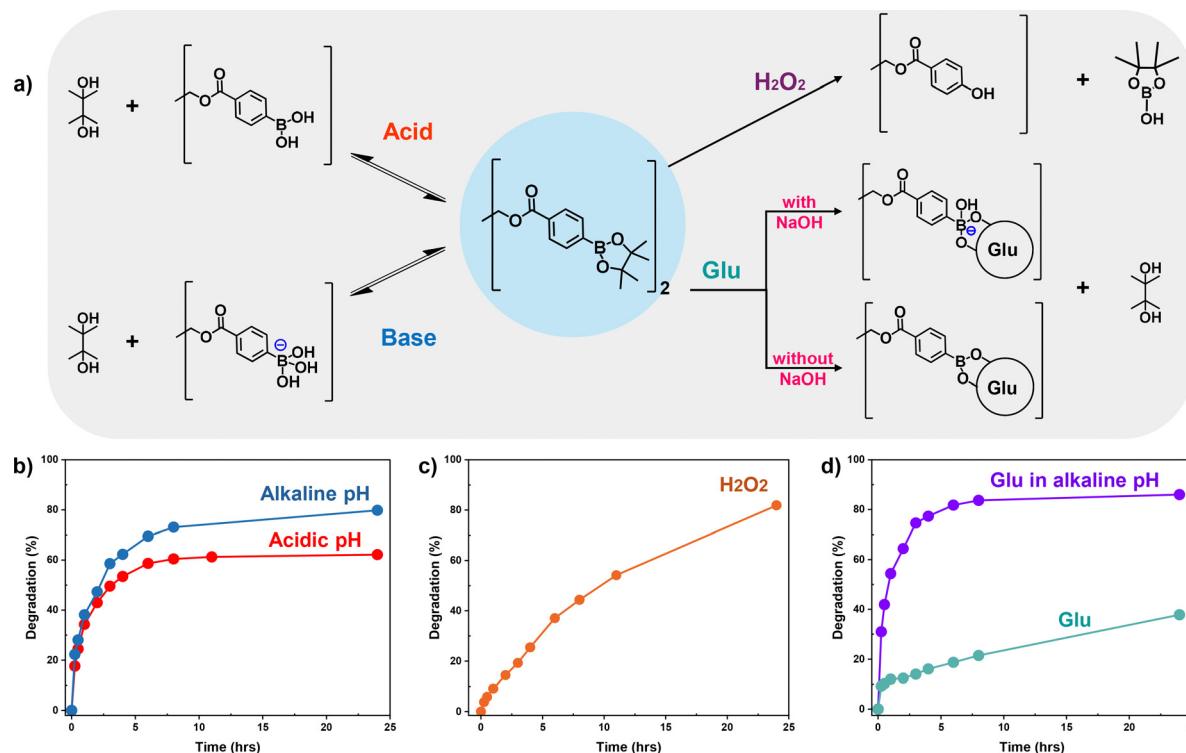 a)
OH
OH
+
O
O
B
OH
OH
Acid
OH
OH
+
O
O
⊖
B
OH
OH
OH
Base
O
O
B
O
O
2
H2O2
Glu
with
NaOH
without
NaOH
O
O
OH
+
O
O
B
OH
O
O
OH
B
O
⊖
O
Glu
O
O
B
O
O
Glu
+
OH
OH
b)
100
80
60
40
20
0
Degradation (%)
Alkaline pH
Acidic pH
0 5 10 15 20 25
Time (hrs)
c)
100
80
60
40
20
0
Degradation (%)
H2O2
0 5 10 15 20 25
Time (hrs)
d)
100
80
60
40
20
0
Degradation (%)
Glu in alkaline pH
Glu
0 5 10 15 20
Time (hrs)